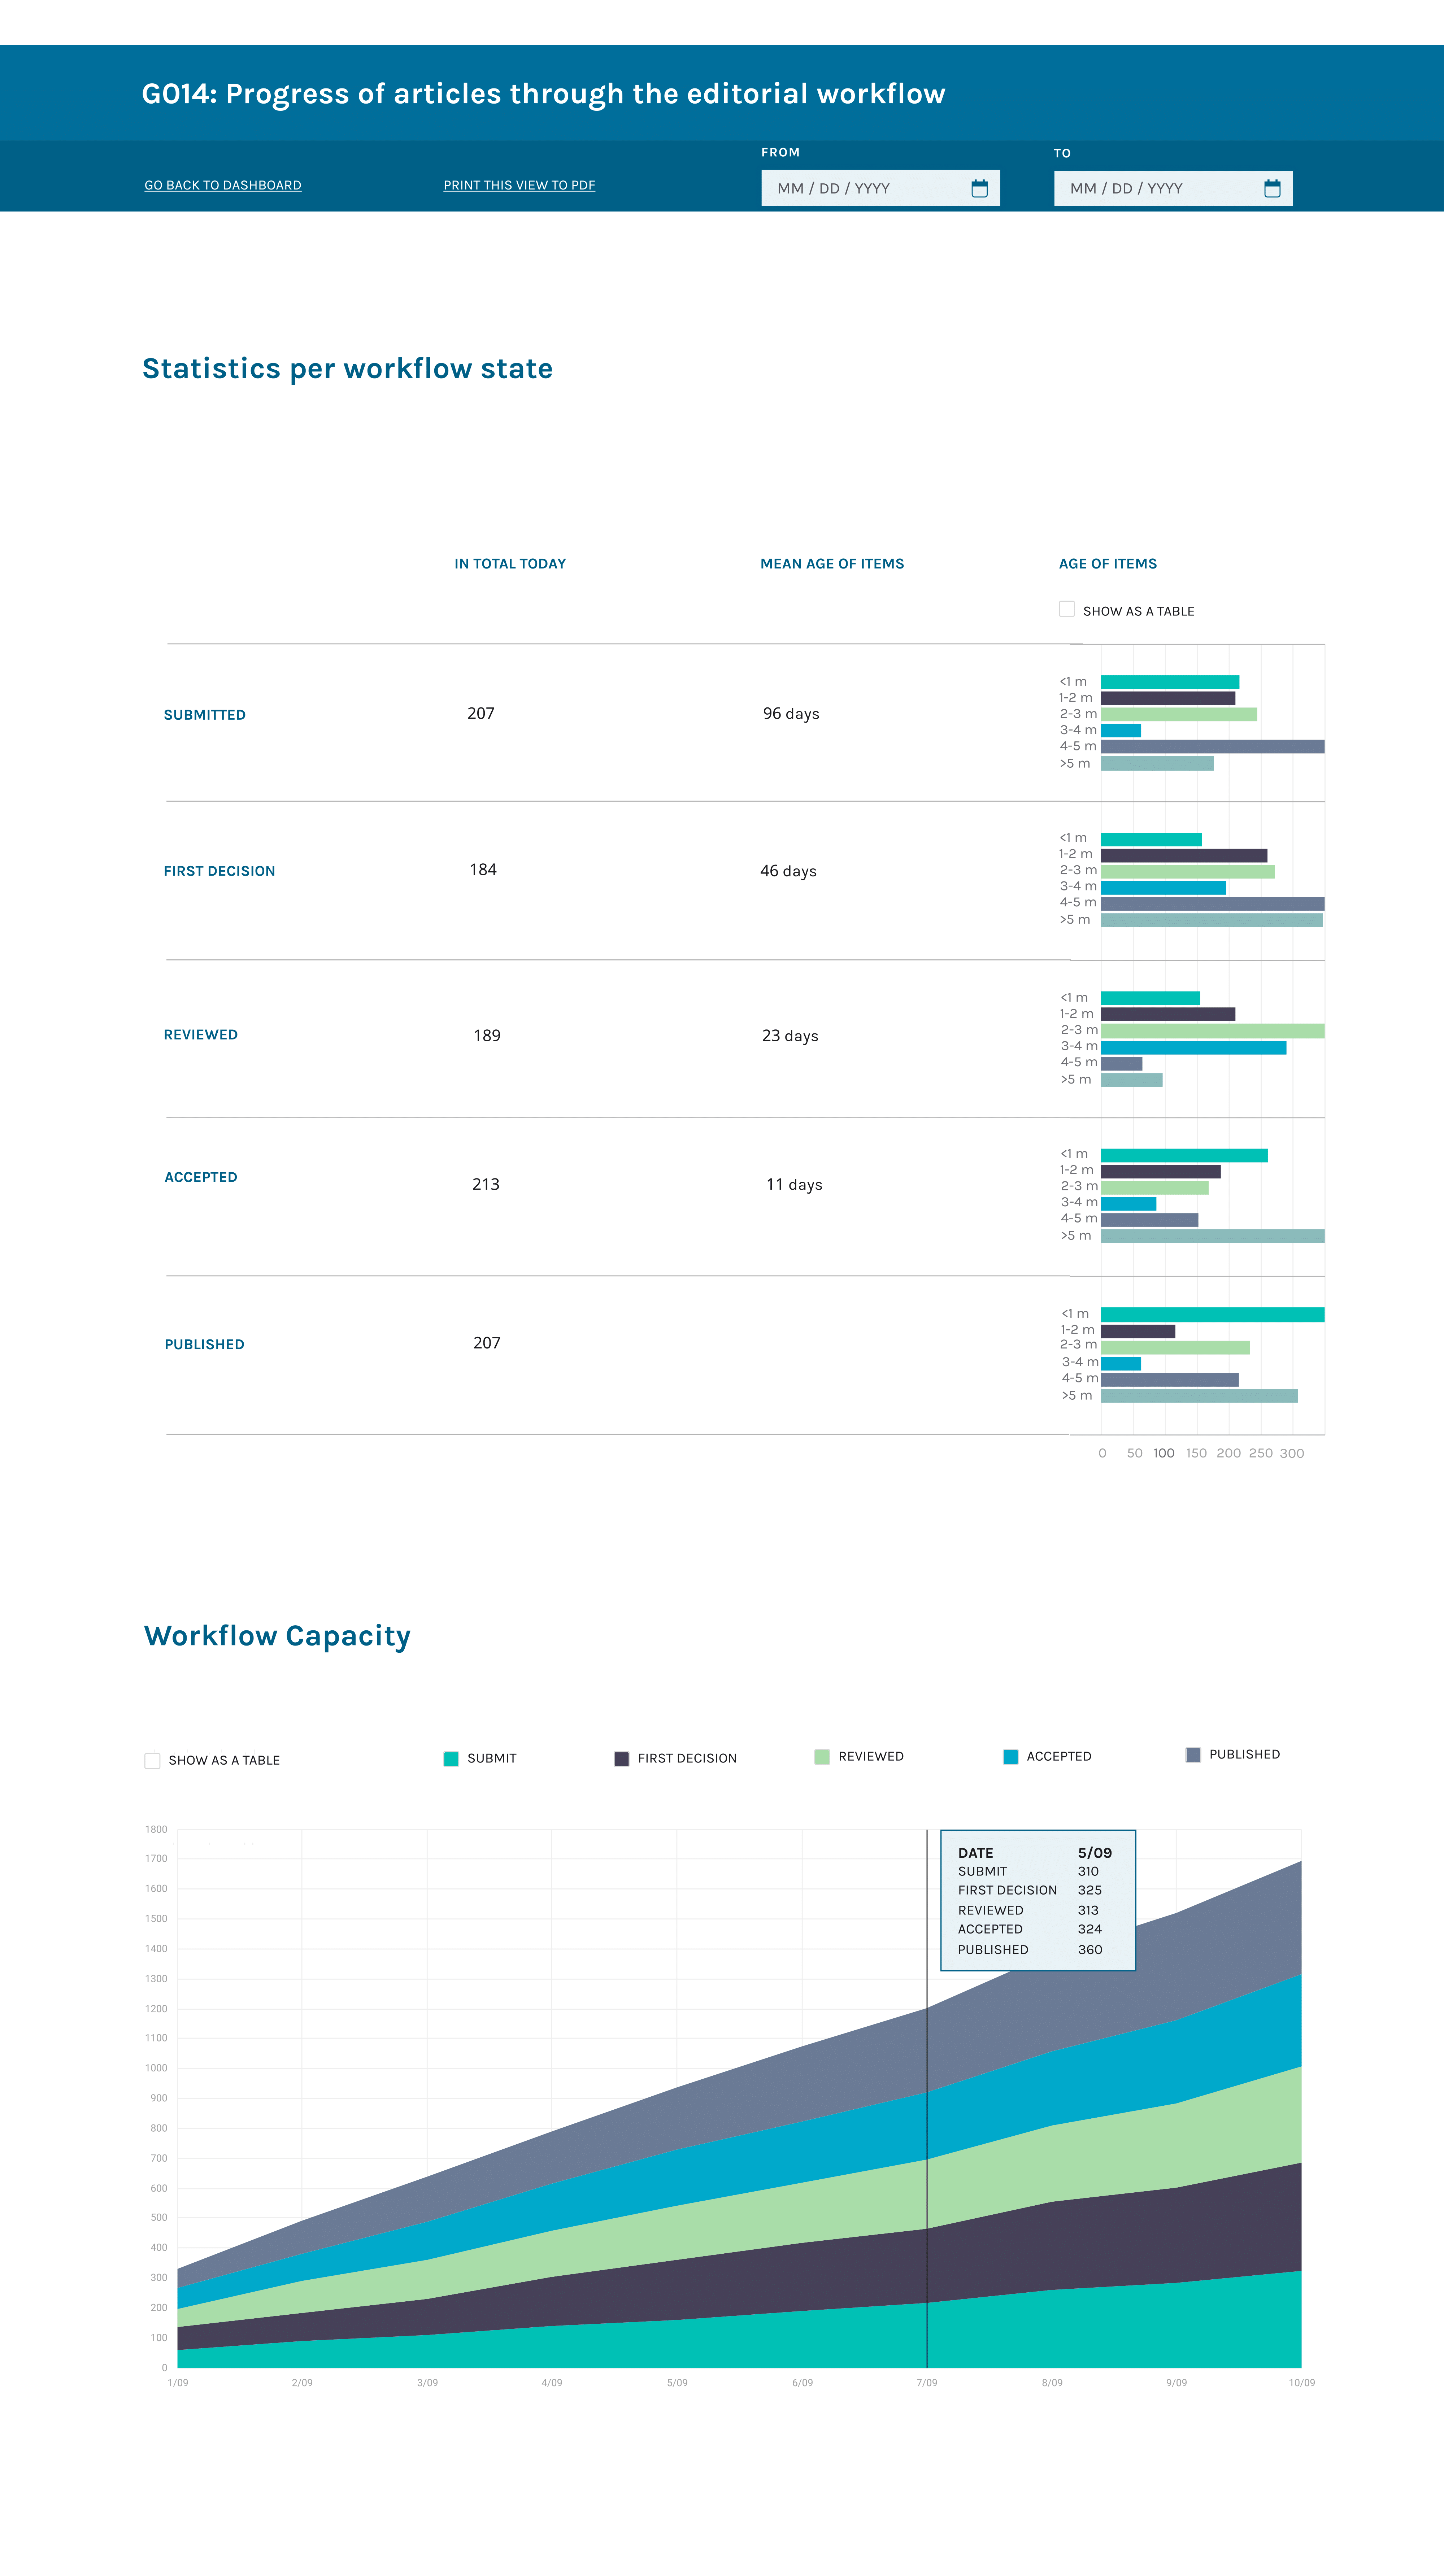 G014: Progress of articles through the editorial workflow
FROM
TO
GO BACK TO DASHBOARD
PRINT THIS VIEW TO PDF
MM / DD / YYYY
MM / DD / YYYY
Statistics per workflow state
IN TOTAL TODAY
MEAN AGE OF ITEMS
AGE OF ITEMS
SHOW AS A TABLE
SUBMITTED
207
96 days
<1 m
1-2 m
2-3 m
3-4 m
4-5 m
>5 m
FIRST DECISION
184
46 days
<1 m
1-2 m
2-3 m
3-4 m
4-5 m
>5 m
REVIEWED
189
23 days
<1 m
1-2 m
2-3 m
3-4 m
4-5 m
>5 m
ACCEPTED
213
11 days
<1 m
1-2 m
2-3 m
3-4 m
4-5 m
>5 m
PUBLISHED
207
<1 m
1-2 m
2-3 m
3-4 m
4-5 m
>5 m
0 50 100 150 200 250 300
Workflow Capacity
SHOW AS A TABLE
SUBMIT
FIRST DECISION
REVIEWED
ACCEPTED
PUBLISHED
1800
1700
1600
1500
1400
1300
1200
1100
1000
900
800
700
600
500
400
300
200
100
0
DATE 5/09
SUBMIT 310
FIRST DECISION 325
REVIEWED 313
ACCEPTED 324
PUBLISHED 360
1/09 2/09 3/09 4/09 5/09 6/09 7/09 8/09 9/09 10/09